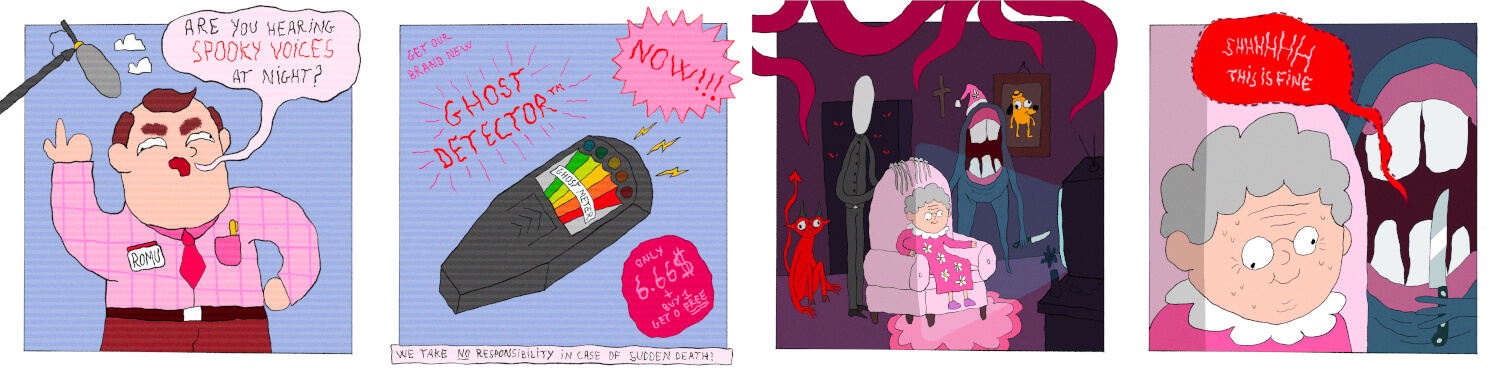 ARE YOU HEARING
SPOOKY VOICES
AT NIGHT?
ROMU
GET OUR
BRAND NEW
GHOST
DETECTOR™
NOW!!!
GHOST METER
ONLY
6.66$
+
BUY 1
GET 0 FREE
WE TAKE NO RESPONSIBILITY IN CASE OF SUDDEN DEATH!
SHHHHHH
THIS IS FINE